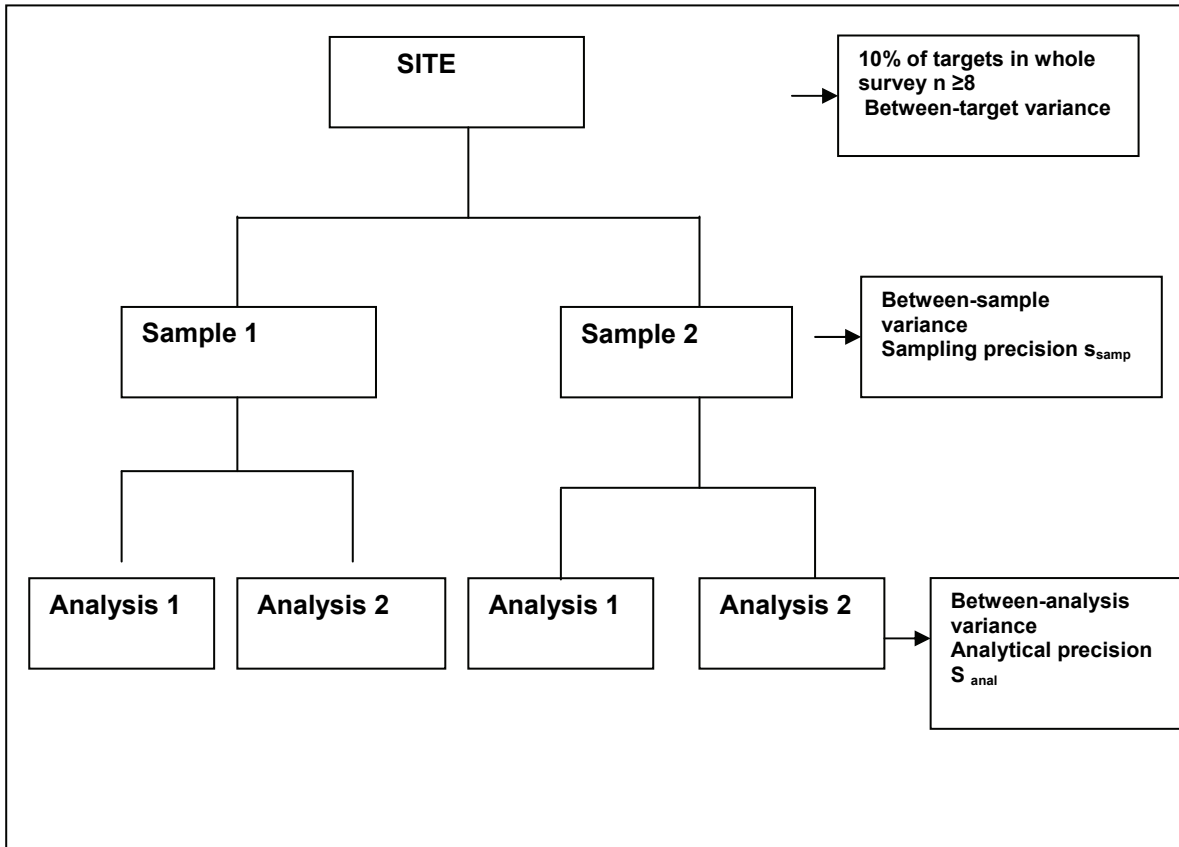 SITE
10% of targets in whole
survey n ≥8
Between-target variance
Sample 1
Sample 2
Between-sample
variance
Sampling precision s_samp
Analysis 1
Analysis 2
Analysis 1
Analysis 2
Between-analysis
variance
Analytical precision
S anal